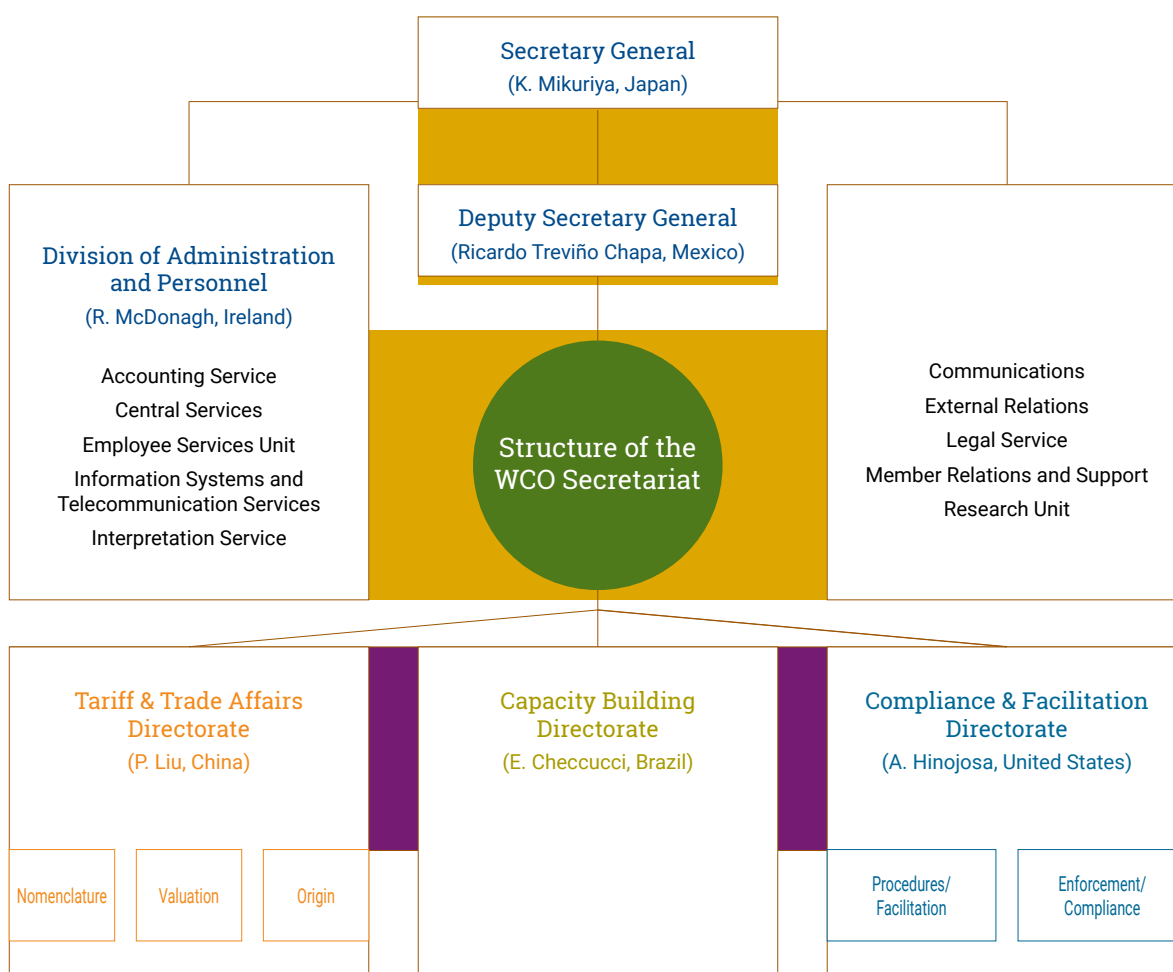 Secretary General
(K. Mikuriya, Japan)
Deputy Secretary General
(Ricardo Treviño Chapa, Mexico)
Division of Administration
and Personnel
(R. McDonagh, Ireland)
Accounting Service
Central Services
Employee Services Unit
Information Systems and
Telecommunication Services
Interpretation Service
Structure of the
WCO Secretariat
Communications
External Relations
Legal Service
Member Relations and Support
Research Unit
Tariff & Trade Affairs
Directorate
(P. Liu, China)
Nomenclature
Valuation
Origin
Capacity Building
Directorate
(E. Checcucci, Brazil)
Compliance & Facilitation
Directorate
(A. Hinojosa, United States)
Procedures/
Facilitation
Enforcement/
Compliance